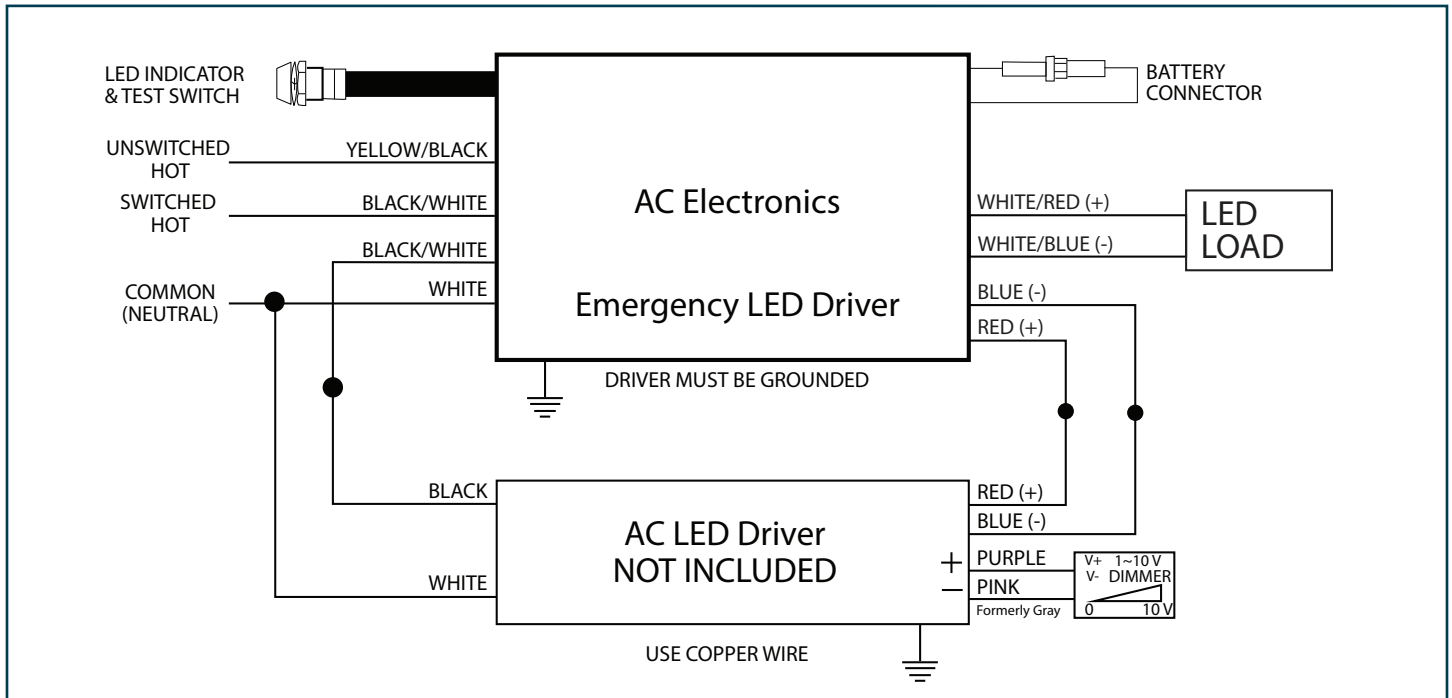 LED INDICATOR
& TEST SWITCH
BATTERY
CONNECTOR
UNSWITCHED
HOT
YELLOW/BLACK
SWITCHED
HOT
BLACK/WHITE
BLACK/WHITE
COMMON
(NEUTRAL)
WHITE
AC Electronics
Emergency LED Driver
WHITE/RED (+)
WHITE/BLUE (-)
LED
LOAD
BLUE (-)
RED (+)
DRIVER MUST BE GROUNDED
BLACK
WHITE
AC LED Driver
NOT INCLUDED
RED (+)
BLUE (-)
+ PURPLE
− PINK
Formerly Gray
V+ 1~10 V
V- DIMMER
0 10 V
USE COPPER WIRE